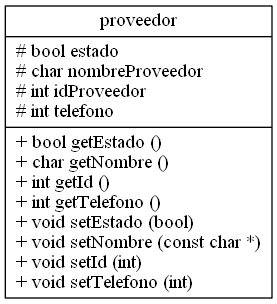 proveedor
# bool estado
# char nombreProveedor
# int idProveedor
# int telefono
+ bool getEstado ()
+ char getNombre ()
+ int getId ()
+ int getTelefono ()
+ void setEstado (bool)
+ void setNombre (const char *)
+ void setId (int)
+ void setTelefono (int)